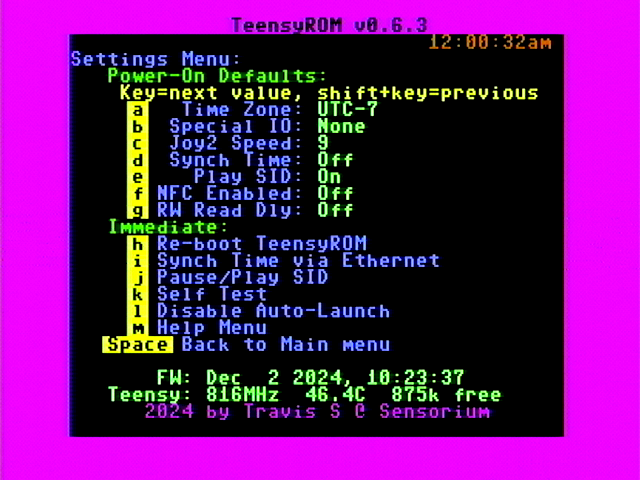 TeensyROM v0.6.3
12:00:32am
Settings Menu:
Power-On Defaults:
Key=next value, shift+key=previous
a Time Zone: UTC-7
b Special IO: None
c Joy2 Speed: 9
d Synch Time: Off
e Play SID: On
f NFC Enabled: Off
g RW Read Dly: Off
Immediate:
h Re-boot TeensyROM
i Synch Time via Ethernet
j Pause/Play SID
k Self Test
l Disable Auto-Launch
m Help Menu
Space Back to Main menu
FW: Dec 2 2024, 10:23:37
Teensy: 816MHz 46.4C 875k free
2024 by Travis S @ Sensorium